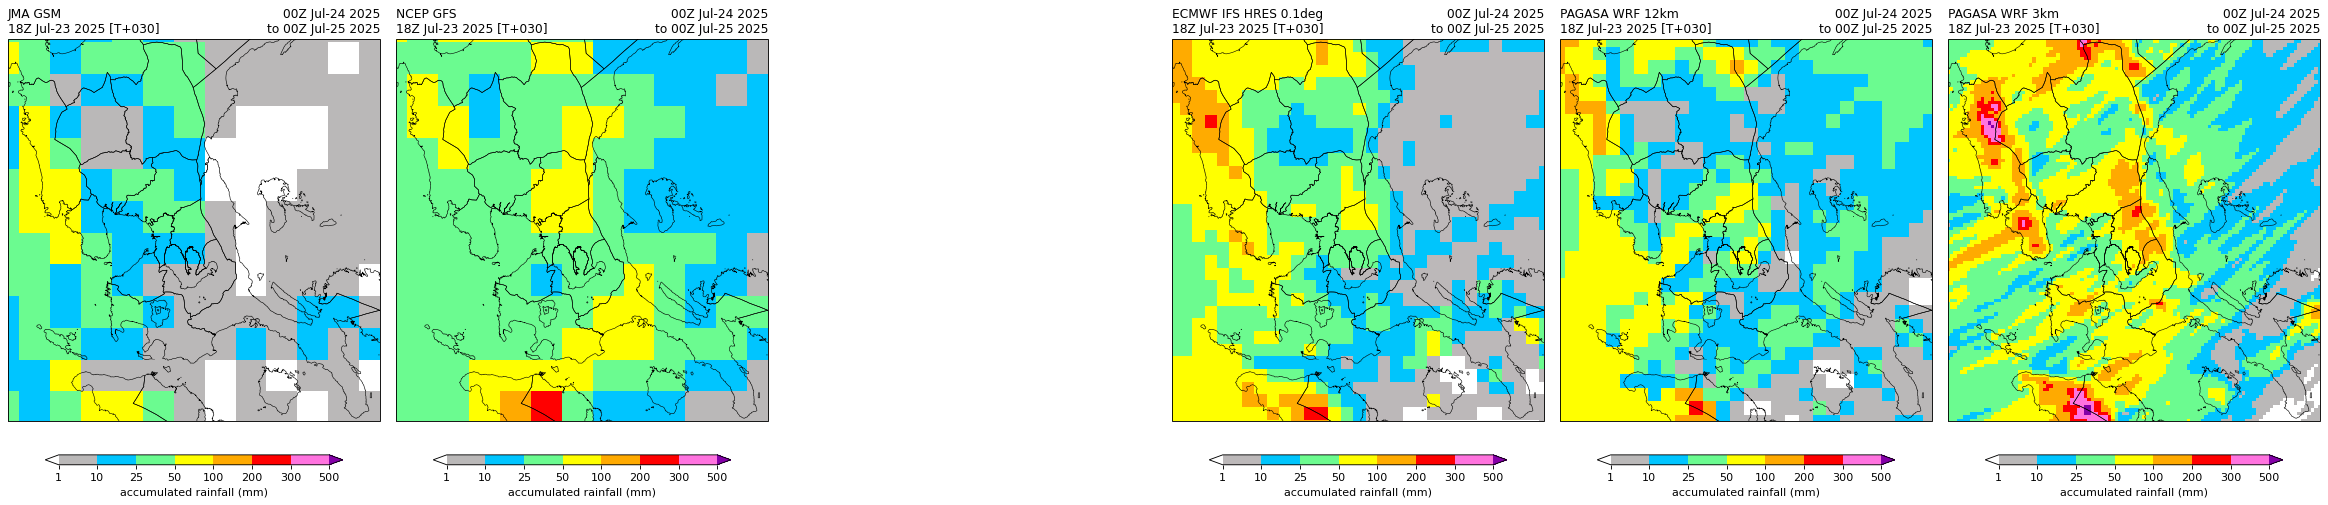 JMA GSM 00Z Jul-24 2025
18Z Jul-23 2025 [T+030] to 00Z Jul-25 2025
1 10 25 50 100 200 300 500
accumulated rainfall (mm)
NCEP GFS 00Z Jul-24 2025
18Z Jul-23 2025 [T+030] to 00Z Jul-25 2025
1 10 25 50 100 200 300 500
accumulated rainfall (mm)
ECMWF IFS HRES 0.1deg 00Z Jul-24 2025
18Z Jul-23 2025 [T+030] to 00Z Jul-25 2025
1 10 25 50 100 200 300 500
accumulated rainfall (mm)
PAGASA WRF 12km 00Z Jul-24 2025
18Z Jul-23 2025 [T+030] to 00Z Jul-25 2025
1 10 25 50 100 200 300 500
accumulated rainfall (mm)
PAGASA WRF 3km 00Z Jul-24 2025
18Z Jul-23 2025 [T+030] to 00Z Jul-25 2025
1 10 25 50 100 200 300 500
accumulated rainfall (mm)